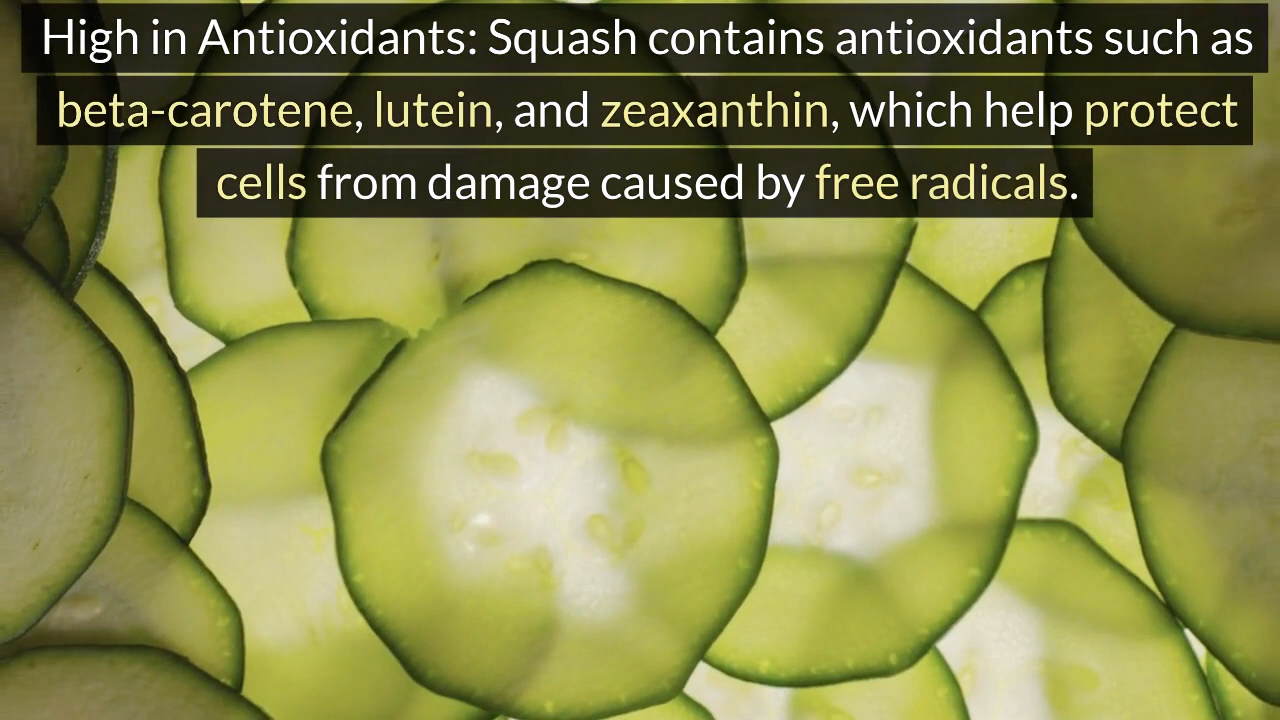 High in Antioxidants: Squash contains antioxidants such as
beta-carotene, lutein, and zeaxanthin, which help protect
cells from damage caused by free radicals.